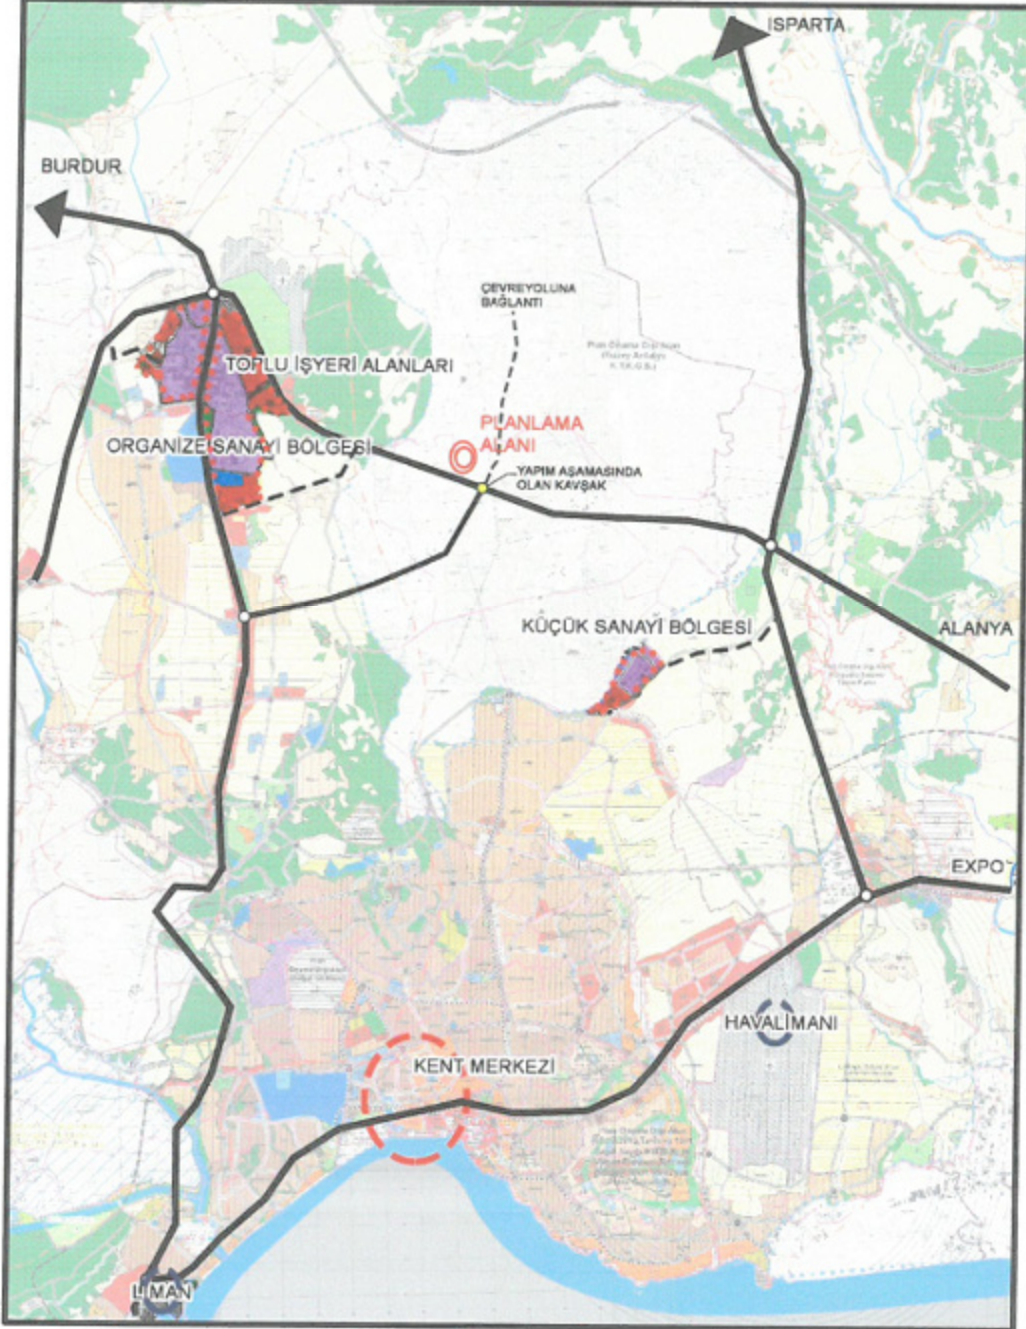 ISPARTA
BURDUR
ÇEVREYOLUNA
BAĞLANTI
TOPLU İŞYERİ ALANLARI
PLANLAMA
ALANI
ORGANİZE SANAYİ BÖLGESİ
YAPIM AŞAMASINDA
OLAN KAVŞAK
KÜÇÜK SANAYİ BÖLGESİ
ALANYA
EXPO
HAVALİMANI
KENT MERKEZİ
LİMAN